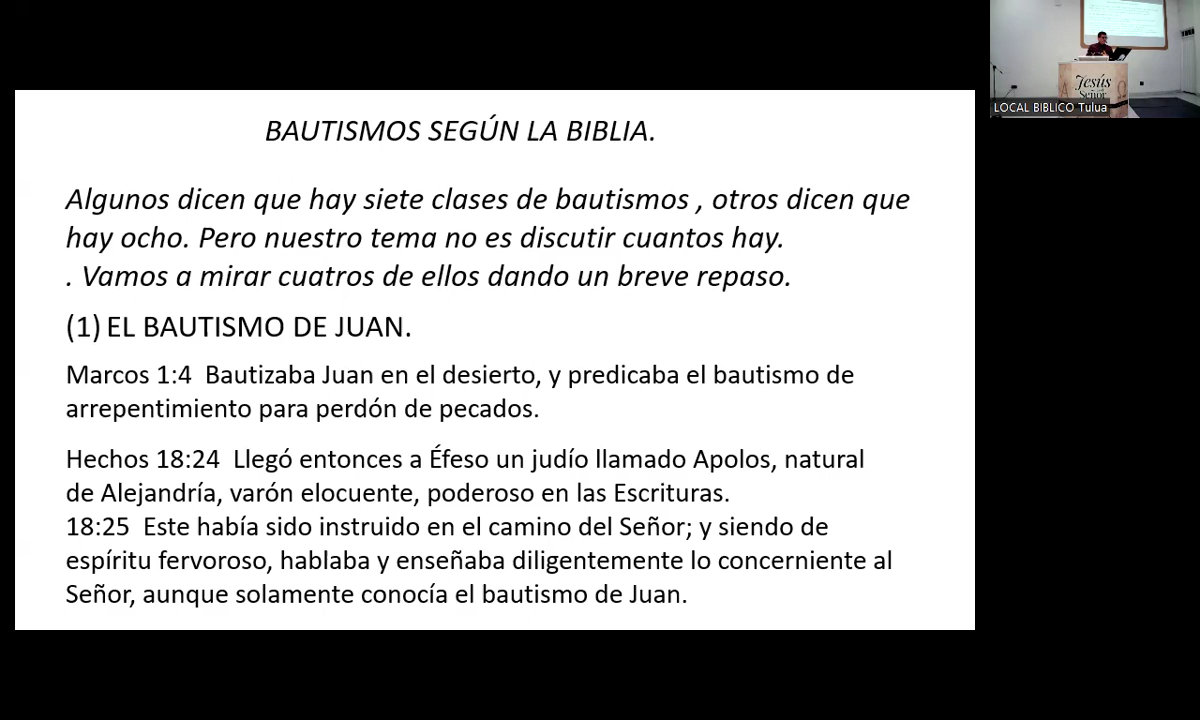 BAUTISMOS SEGÚN LA BIBLIA.
Algunos dicen que hay siete clases de bautismos , otros dicen que
hay ocho. Pero nuestro tema no es discutir cuantos hay.
. Vamos a mirar cuatros de ellos dando un breve repaso.
(1) EL BAUTISMO DE JUAN.
Marcos 1:4 Bautizaba Juan en el desierto, y predicaba el bautismo de
arrepentimiento para perdón de pecados.
Hechos 18:24 Llegó entonces a Éfeso un judío llamado Apolos, natural
de Alejandría, varón elocuente, poderoso en las Escrituras.
18:25 Este había sido instruido en el camino del Señor; y siendo de
espíritu fervoroso, hablaba y enseñaba diligentemente lo concerniente al
Señor, aunque solamente conocía el bautismo de Juan.
Jesús
Señor
Α Ω
LOCAL BIBLICO Tulua